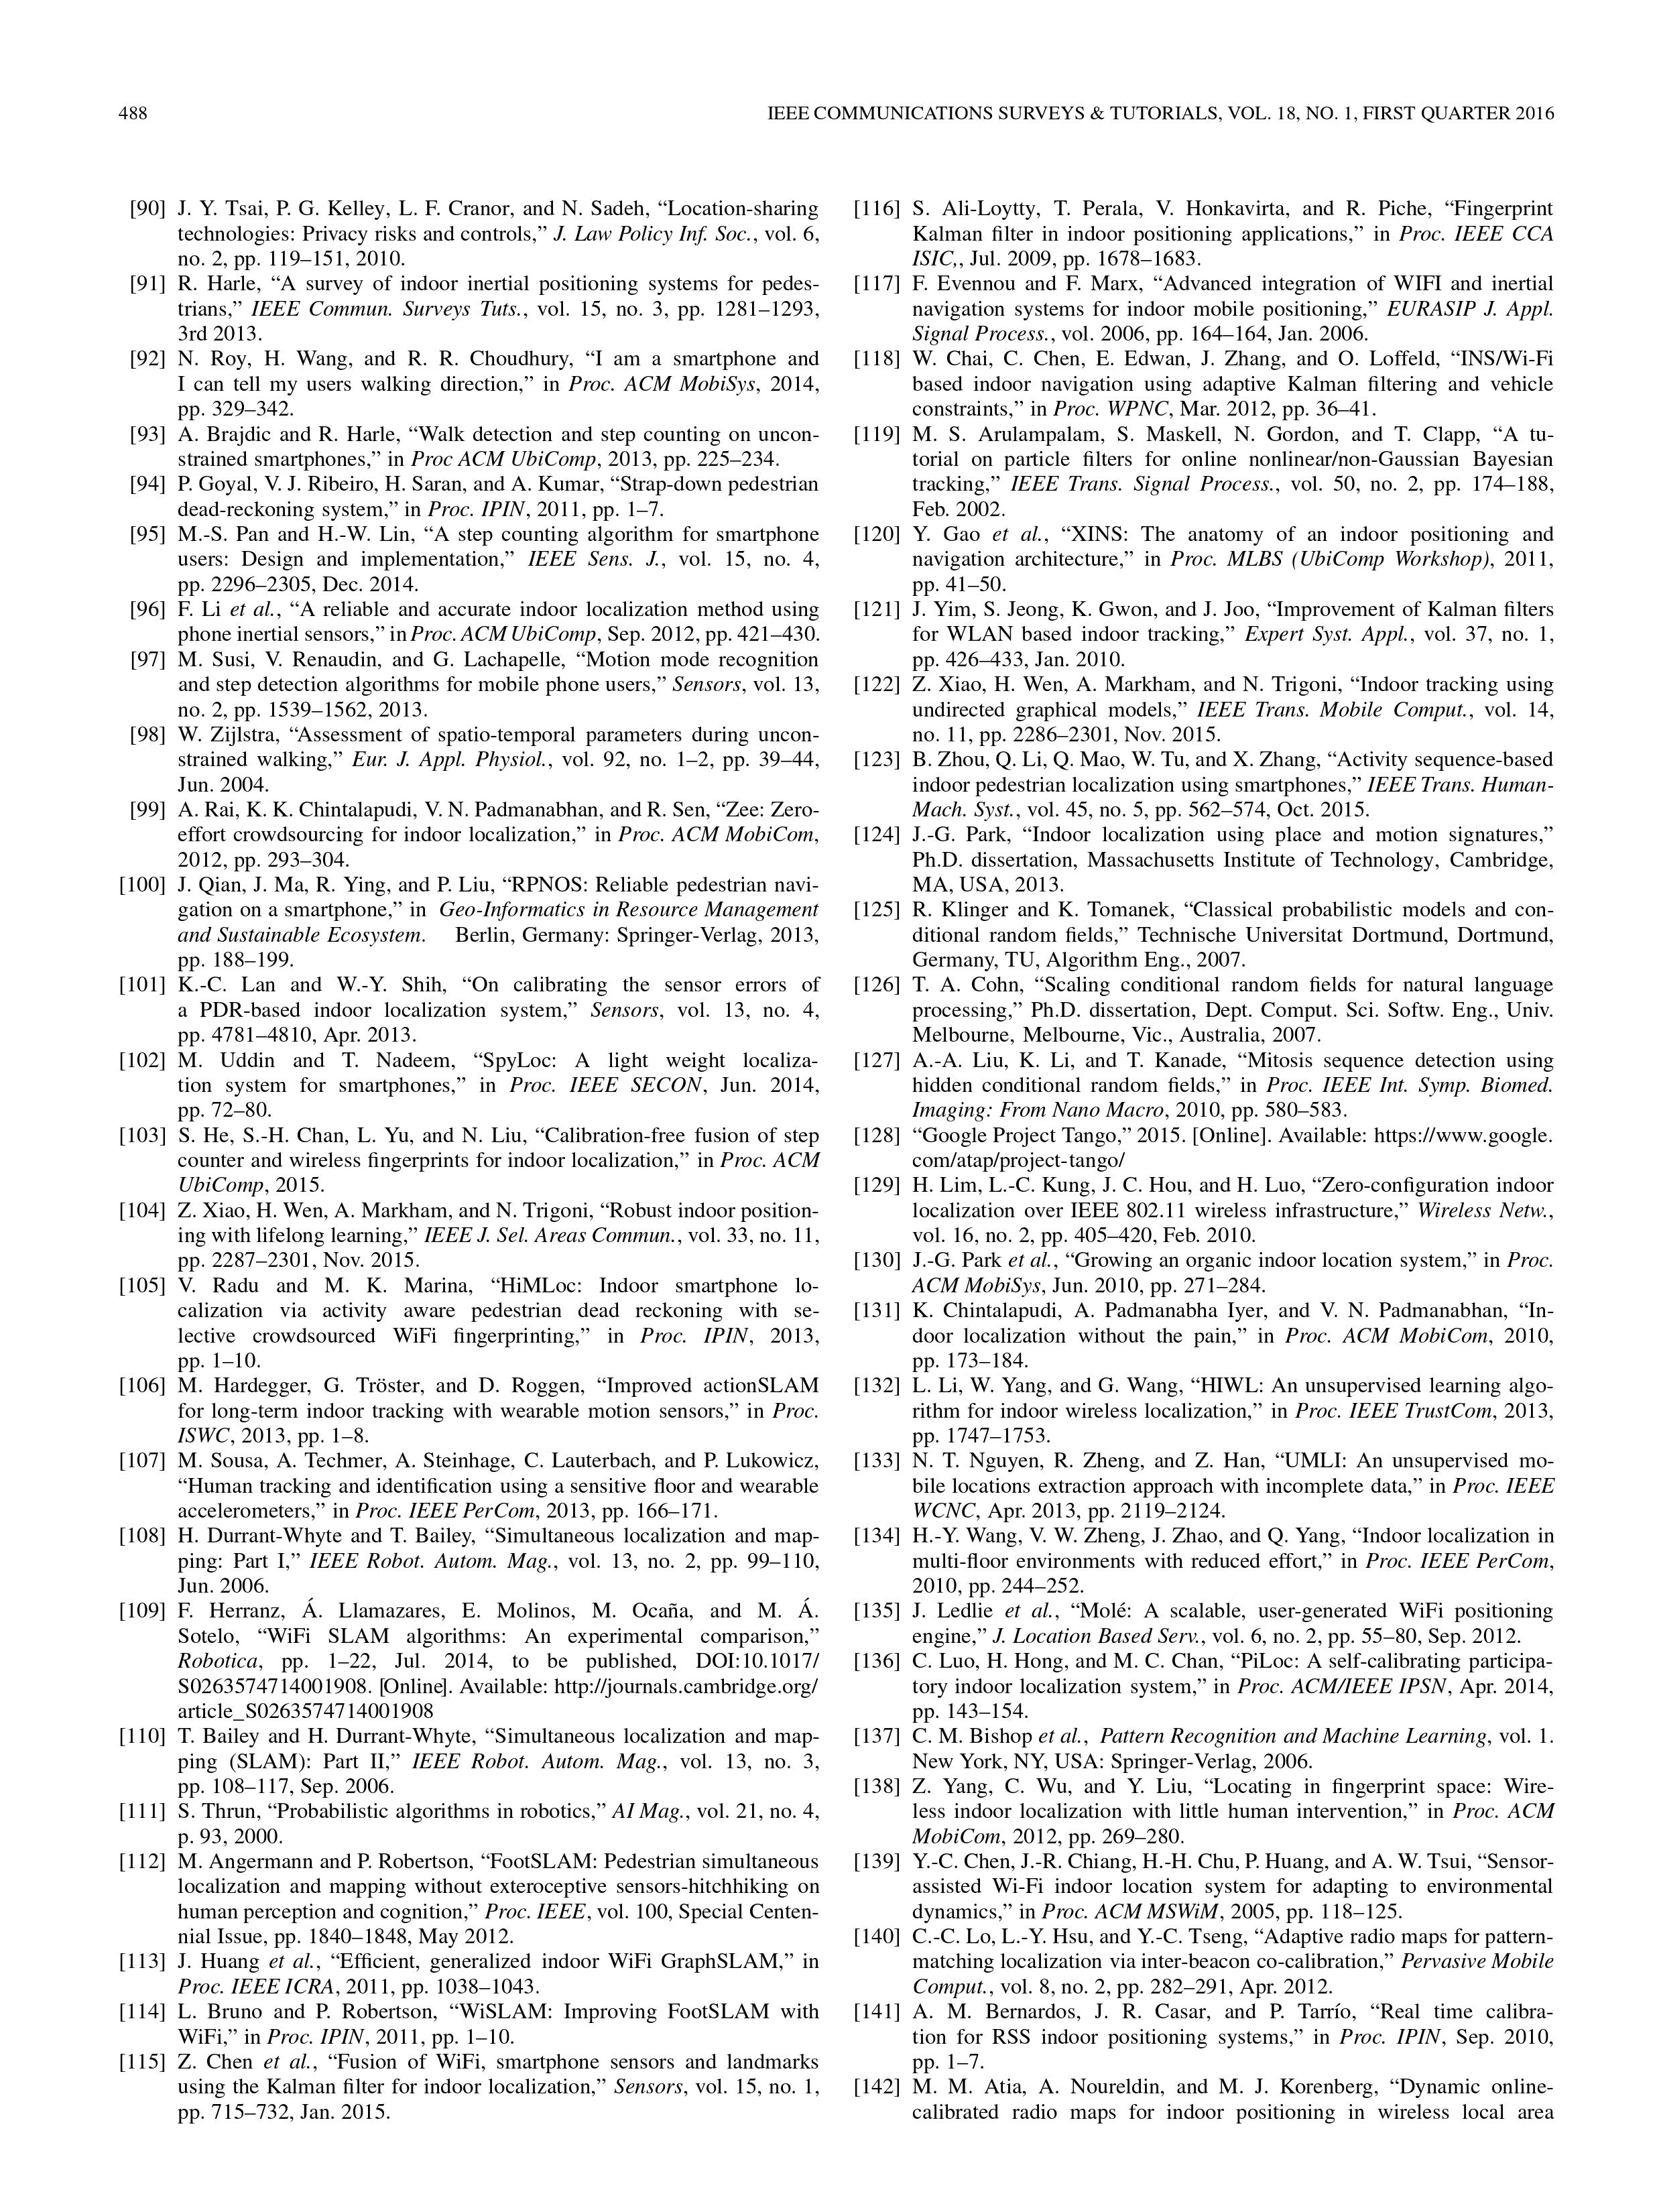 488
IEEE COMMUNICATIONS SURVEYS & TUTORIALS, VOL. 18, NO. 1, FIRST QUARTER 2016
[90] J. Y. Tsai, P. G. Kelley, L. F. Cranor, and N. Sadeh, “Location-sharing
technologies: Privacy risks and controls,” J. Law Policy Inf. Soc., vol. 6,
no. 2, pp. 119–151, 2010.
[91] R. Harle, “A survey of indoor inertial positioning systems for pedes-
trians,” IEEE Commun. Surveys Tuts., vol. 15, no. 3, pp. 1281–1293,
3rd 2013.
[92] N. Roy, H. Wang, and R. R. Choudhury, “I am a smartphone and
I can tell my users walking direction,” in Proc. ACM MobiSys, 2014,
pp. 329–342.
[93] A. Brajdic and R. Harle, “Walk detection and step counting on uncon-
strained smartphones,” in Proc ACM UbiComp, 2013, pp. 225–234.
[94] P. Goyal, V. J. Ribeiro, H. Saran, and A. Kumar, “Strap-down pedestrian
dead-reckoning system,” in Proc. IPIN, 2011, pp. 1–7.
[95] M.-S. Pan and H.-W. Lin, “A step counting algorithm for smartphone
users: Design and implementation,” IEEE Sens. J., vol. 15, no. 4,
pp. 2296–2305, Dec. 2014.
[96] F. Li et al., “A reliable and accurate indoor localization method using
phone inertial sensors,” in Proc. ACM UbiComp, Sep. 2012, pp. 421–430.
[97] M. Susi, V. Renaudin, and G. Lachapelle, “Motion mode recognition
and step detection algorithms for mobile phone users,” Sensors, vol. 13,
no. 2, pp. 1539–1562, 2013.
[98] W. Zijlstra, “Assessment of spatio-temporal parameters during uncon-
strained walking,” Eur. J. Appl. Physiol., vol. 92, no. 1–2, pp. 39–44,
Jun. 2004.
[99] A. Rai, K. K. Chintalapudi, V. N. Padmanabhan, and R. Sen, “Zee: Zero-
effort crowdsourcing for indoor localization,” in Proc. ACM MobiCom,
2012, pp. 293–304.
[100] J. Qian, J. Ma, R. Ying, and P. Liu, “RPNOS: Reliable pedestrian navi-
gation on a smartphone,” in Geo-Informatics in Resource Management
and Sustainable Ecosystem. Berlin, Germany: Springer-Verlag, 2013,
pp. 188–199.
[101] K.-C. Lan and W.-Y. Shih, “On calibrating the sensor errors of
a PDR-based indoor localization system,” Sensors, vol. 13, no. 4,
pp. 4781–4810, Apr. 2013.
[102] M. Uddin and T. Nadeem, “SpyLoc: A light weight localiza-
tion system for smartphones,” in Proc. IEEE SECON, Jun. 2014,
pp. 72–80.
[103] S. He, S.-H. Chan, L. Yu, and N. Liu, “Calibration-free fusion of step
counter and wireless fingerprints for indoor localization,” in Proc. ACM
UbiComp, 2015.
[104] Z. Xiao, H. Wen, A. Markham, and N. Trigoni, “Robust indoor position-
ing with lifelong learning,” IEEE J. Sel. Areas Commun., vol. 33, no. 11,
pp. 2287–2301, Nov. 2015.
[105] V. Radu and M. K. Marina, “HiMLoc: Indoor smartphone lo-
calization via activity aware pedestrian dead reckoning with se-
lective crowdsourced WiFi fingerprinting,” in Proc. IPIN, 2013,
pp. 1–10.
[106] M. Hardegger, G. Tröster, and D. Roggen, “Improved actionSLAM
for long-term indoor tracking with wearable motion sensors,” in Proc.
ISWC, 2013, pp. 1–8.
[107] M. Sousa, A. Techmer, A. Steinhage, C. Lauterbach, and P. Lukowicz,
“Human tracking and identification using a sensitive floor and wearable
accelerometers,” in Proc. IEEE PerCom, 2013, pp. 166–171.
[108] H. Durrant-Whyte and T. Bailey, “Simultaneous localization and map-
ping: Part I,” IEEE Robot. Autom. Mag., vol. 13, no. 2, pp. 99–110,
Jun. 2006.
[109] F. Herranz, Á. Llamazares, E. Molinos, M. Ocaña, and M. Á.
Sotelo, “WiFi SLAM algorithms: An experimental comparison,”
Robotica, pp. 1–22, Jul. 2014, to be published, DOI:10.1017/
S0263574714001908. [Online]. Available: http://journals.cambridge.org/
article_S0263574714001908
[110] T. Bailey and H. Durrant-Whyte, “Simultaneous localization and map-
ping (SLAM): Part II,” IEEE Robot. Autom. Mag., vol. 13, no. 3,
pp. 108–117, Sep. 2006.
[111] S. Thrun, “Probabilistic algorithms in robotics,” AI Mag., vol. 21, no. 4,
p. 93, 2000.
[112] M. Angermann and P. Robertson, “FootSLAM: Pedestrian simultaneous
localization and mapping without exteroceptive sensors-hitchhiking on
human perception and cognition,” Proc. IEEE, vol. 100, Special Centen-
nial Issue, pp. 1840–1848, May 2012.
[113] J. Huang et al., “Efficient, generalized indoor WiFi GraphSLAM,” in
Proc. IEEE ICRA, 2011, pp. 1038–1043.
[114] L. Bruno and P. Robertson, “WiSLAM: Improving FootSLAM with
WiFi,” in Proc. IPIN, 2011, pp. 1–10.
[115] Z. Chen et al., “Fusion of WiFi, smartphone sensors and landmarks
using the Kalman filter for indoor localization,” Sensors, vol. 15, no. 1,
pp. 715–732, Jan. 2015.
[116] S. Ali-Loytty, T. Perala, V. Honkavirta, and R. Piche, “Fingerprint
Kalman filter in indoor positioning applications,” in Proc. IEEE CCA
ISIC,, Jul. 2009, pp. 1678–1683.
[117] F. Evennou and F. Marx, “Advanced integration of WIFI and inertial
navigation systems for indoor mobile positioning,” EURASIP J. Appl.
Signal Process., vol. 2006, pp. 164–164, Jan. 2006.
[118] W. Chai, C. Chen, E. Edwan, J. Zhang, and O. Loffeld, “INS/Wi-Fi
based indoor navigation using adaptive Kalman filtering and vehicle
constraints,” in Proc. WPNC, Mar. 2012, pp. 36–41.
[119] M. S. Arulampalam, S. Maskell, N. Gordon, and T. Clapp, “A tu-
torial on particle filters for online nonlinear/non-Gaussian Bayesian
tracking,” IEEE Trans. Signal Process., vol. 50, no. 2, pp. 174–188,
Feb. 2002.
[120] Y. Gao et al., “XINS: The anatomy of an indoor positioning and
navigation architecture,” in Proc. MLBS (UbiComp Workshop), 2011,
pp. 41–50.
[121] J. Yim, S. Jeong, K. Gwon, and J. Joo, “Improvement of Kalman filters
for WLAN based indoor tracking,” Expert Syst. Appl., vol. 37, no. 1,
pp. 426–433, Jan. 2010.
[122] Z. Xiao, H. Wen, A. Markham, and N. Trigoni, “Indoor tracking using
undirected graphical models,” IEEE Trans. Mobile Comput., vol. 14,
no. 11, pp. 2286–2301, Nov. 2015.
[123] B. Zhou, Q. Li, Q. Mao, W. Tu, and X. Zhang, “Activity sequence-based
indoor pedestrian localization using smartphones,” IEEE Trans. Human-
Mach. Syst., vol. 45, no. 5, pp. 562–574, Oct. 2015.
[124] J.-G. Park, “Indoor localization using place and motion signatures,”
Ph.D. dissertation, Massachusetts Institute of Technology, Cambridge,
MA, USA, 2013.
[125] R. Klinger and K. Tomanek, “Classical probabilistic models and con-
ditional random fields,” Technische Universitat Dortmund, Dortmund,
Germany, TU, Algorithm Eng., 2007.
[126] T. A. Cohn, “Scaling conditional random fields for natural language
processing,” Ph.D. dissertation, Dept. Comput. Sci. Softw. Eng., Univ.
Melbourne, Melbourne, Vic., Australia, 2007.
[127] A.-A. Liu, K. Li, and T. Kanade, “Mitosis sequence detection using
hidden conditional random fields,” in Proc. IEEE Int. Symp. Biomed.
Imaging: From Nano Macro, 2010, pp. 580–583.
[128] “Google Project Tango,” 2015. [Online]. Available: https://www.google.
com/atap/project-tango/
[129] H. Lim, L.-C. Kung, J. C. Hou, and H. Luo, “Zero-configuration indoor
localization over IEEE 802.11 wireless infrastructure,” Wireless Netw.,
vol. 16, no. 2, pp. 405–420, Feb. 2010.
[130] J.-G. Park et al., “Growing an organic indoor location system,” in Proc.
ACM MobiSys, Jun. 2010, pp. 271–284.
[131] K. Chintalapudi, A. Padmanabha Iyer, and V. N. Padmanabhan, “In-
door localization without the pain,” in Proc. ACM MobiCom, 2010,
pp. 173–184.
[132] L. Li, W. Yang, and G. Wang, “HIWL: An unsupervised learning algo-
rithm for indoor wireless localization,” in Proc. IEEE TrustCom, 2013,
pp. 1747–1753.
[133] N. T. Nguyen, R. Zheng, and Z. Han, “UMLI: An unsupervised mo-
bile locations extraction approach with incomplete data,” in Proc. IEEE
WCNC, Apr. 2013, pp. 2119–2124.
[134] H.-Y. Wang, V. W. Zheng, J. Zhao, and Q. Yang, “Indoor localization in
multi-floor environments with reduced effort,” in Proc. IEEE PerCom,
2010, pp. 244–252.
[135] J. Ledlie et al., “Molé: A scalable, user-generated WiFi positioning
engine,” J. Location Based Serv., vol. 6, no. 2, pp. 55–80, Sep. 2012.
[136] C. Luo, H. Hong, and M. C. Chan, “PiLoc: A self-calibrating participa-
tory indoor localization system,” in Proc. ACM/IEEE IPSN, Apr. 2014,
pp. 143–154.
[137] C. M. Bishop et al., Pattern Recognition and Machine Learning, vol. 1.
New York, NY, USA: Springer-Verlag, 2006.
[138] Z. Yang, C. Wu, and Y. Liu, “Locating in fingerprint space: Wire-
less indoor localization with little human intervention,” in Proc. ACM
MobiCom, 2012, pp. 269–280.
[139] Y.-C. Chen, J.-R. Chiang, H.-H. Chu, P. Huang, and A. W. Tsui, “Sensor-
assisted Wi-Fi indoor location system for adapting to environmental
dynamics,” in Proc. ACM MSWiM, 2005, pp. 118–125.
[140] C.-C. Lo, L.-Y. Hsu, and Y.-C. Tseng, “Adaptive radio maps for pattern-
matching localization via inter-beacon co-calibration,” Pervasive Mobile
Comput., vol. 8, no. 2, pp. 282–291, Apr. 2012.
[141] A. M. Bernardos, J. R. Casar, and P. Tarrío, “Real time calibra-
tion for RSS indoor positioning systems,” in Proc. IPIN, Sep. 2010,
pp. 1–7.
[142] M. M. Atia, A. Noureldin, and M. J. Korenberg, “Dynamic online-
calibrated radio maps for indoor positioning in wireless local area